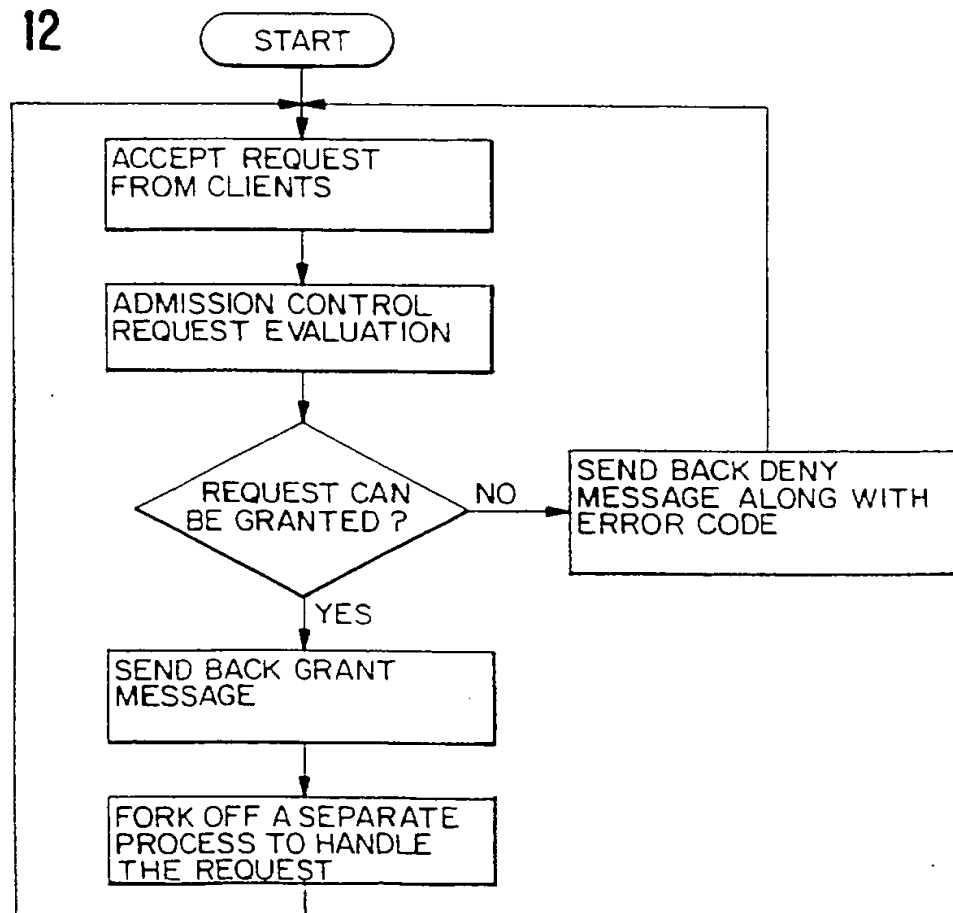 12
START
ACCEPT REQUEST
FROM CLIENTS
ADMISSION CONTROL
REQUEST EVALUATION
REQUEST CAN
BE GRANTED ?
NO
SEND BACK DENY
MESSAGE ALONG WITH
ERROR CODE
YES
SEND BACK GRANT
MESSAGE
FORK OFF A SEPARATE
PROCESS TO HANDLE
THE REQUEST